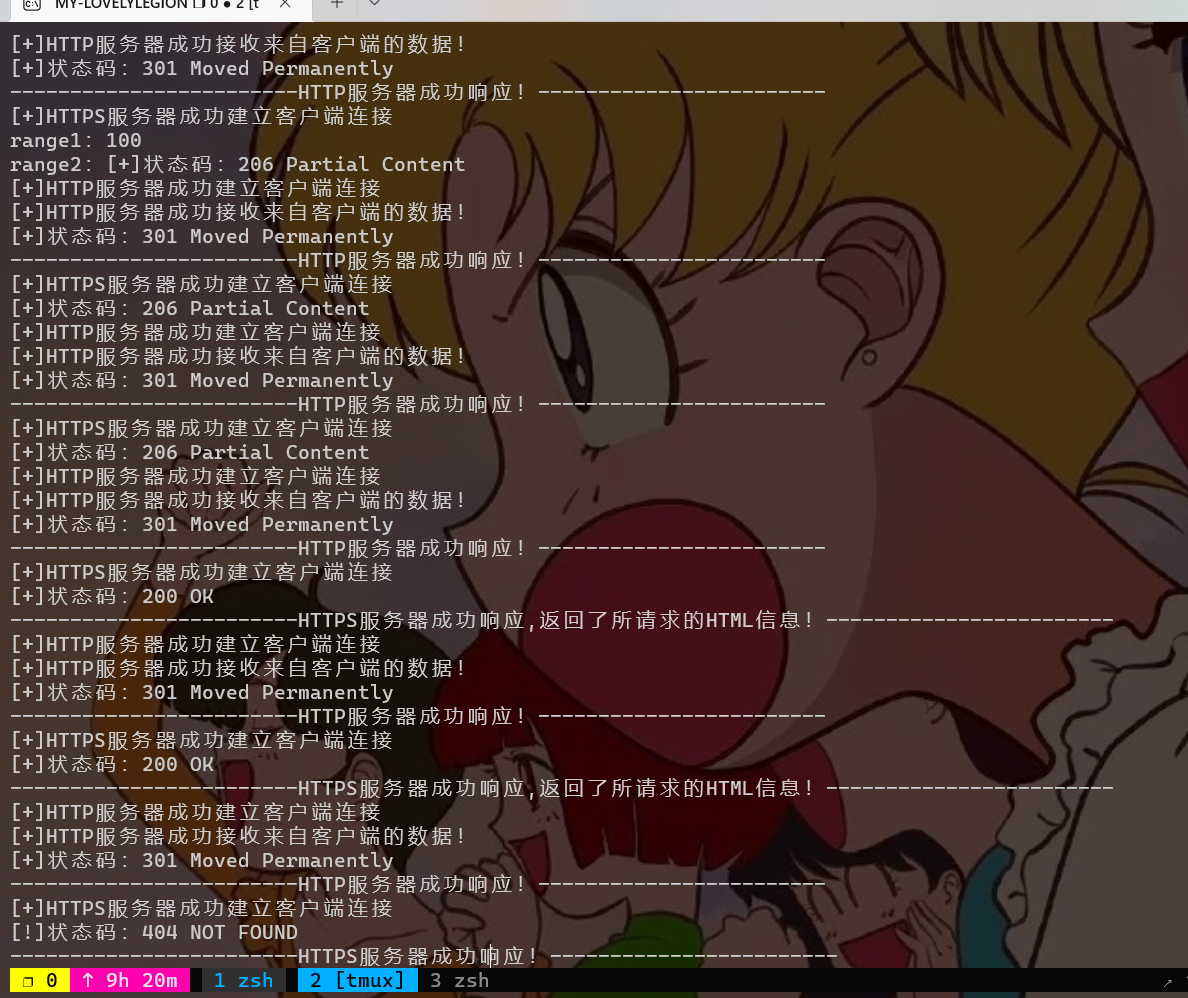 MY-LOVELYLEGION ❐ 0 ● 2 [t
[+]HTTP服务器成功接收来自客户端的数据!
[+]状态码: 301 Moved Permanently
------------------------HTTP服务器成功响应! ------------------------
[+]HTTPS服务器成功建立客户端连接
range1: 100
range2: [+]状态码: 206 Partial Content
[+]HTTP服务器成功建立客户端连接
[+]HTTP服务器成功接收来自客户端的数据!
[+]状态码: 301 Moved Permanently
------------------------HTTP服务器成功响应! ------------------------
[+]HTTPS服务器成功建立客户端连接
[+]状态码: 206 Partial Content
[+]HTTP服务器成功建立客户端连接
[+]HTTP服务器成功接收来自客户端的数据!
[+]状态码: 301 Moved Permanently
------------------------HTTP服务器成功响应! ------------------------
[+]HTTPS服务器成功建立客户端连接
[+]状态码: 206 Partial Content
[+]HTTP服务器成功建立客户端连接
[+]HTTP服务器成功接收来自客户端的数据!
[+]状态码: 301 Moved Permanently
------------------------HTTP服务器成功响应! ------------------------
[+]HTTPS服务器成功建立客户端连接
[+]状态码: 200 OK
------------------------HTTPS服务器成功响应,返回了所请求的HTML信息! ------------------------
[+]HTTP服务器成功建立客户端连接
[+]HTTP服务器成功接收来自客户端的数据!
[+]状态码: 301 Moved Permanently
------------------------HTTP服务器成功响应! ------------------------
[+]HTTPS服务器成功建立客户端连接
[+]状态码: 200 OK
------------------------HTTPS服务器成功响应,返回了所请求的HTML信息! ------------------------
[+]HTTP服务器成功建立客户端连接
[+]HTTP服务器成功接收来自客户端的数据!
[+]状态码: 301 Moved Permanently
------------------------HTTP服务器成功响应! ------------------------
[+]HTTPS服务器成功建立客户端连接
[!]状态码: 404 NOT FOUND
------------------------HTTPS服务器成功响应! ------------------------
❐ 0 ↑ 9h 20m 1 zsh 2 [tmux] 3 zsh